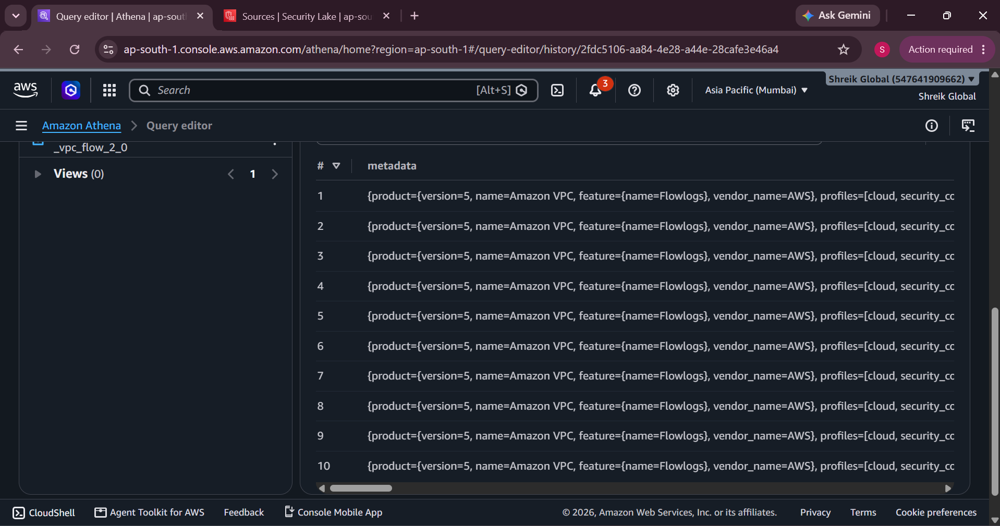 Query editor | Athena | ap-sout
Sources | Security Lake | ap-sou
Ask Gemini
ap-south-1.console.aws.amazon.com/athena/home?region=ap-south-1#/query-editor/history/2fdc5106-aa84-4e28-a44e-28cafe3e46a4
S
Action required
aws
Search
[Alt+S]
3
Asia Pacific (Mumbai)
Shreik Global (547641909662)
Shreik Global
Amazon Athena
Query editor
_vpc_flow_2_0
Views (0)
1
# metadata
1 {product={version=5, name=Amazon VPC, feature={name=Flowlogs}, vendor_name=AWS}, profiles=[cloud, security_co
2 {product={version=5, name=Amazon VPC, feature={name=Flowlogs}, vendor_name=AWS}, profiles=[cloud, security_co
3 {product={version=5, name=Amazon VPC, feature={name=Flowlogs}, vendor_name=AWS}, profiles=[cloud, security_co
4 {product={version=5, name=Amazon VPC, feature={name=Flowlogs}, vendor_name=AWS}, profiles=[cloud, security_co
5 {product={version=5, name=Amazon VPC, feature={name=Flowlogs}, vendor_name=AWS}, profiles=[cloud, security_co
6 {product={version=5, name=Amazon VPC, feature={name=Flowlogs}, vendor_name=AWS}, profiles=[cloud, security_co
7 {product={version=5, name=Amazon VPC, feature={name=Flowlogs}, vendor_name=AWS}, profiles=[cloud, security_co
8 {product={version=5, name=Amazon VPC, feature={name=Flowlogs}, vendor_name=AWS}, profiles=[cloud, security_co
9 {product={version=5, name=Amazon VPC, feature={name=Flowlogs}, vendor_name=AWS}, profiles=[cloud, security_co
10 {product={version=5, name=Amazon VPC, feature={name=Flowlogs}, vendor_name=AWS}, profiles=[cloud, security_co
CloudShell
Agent Toolkit for AWS
Feedback
Console Mobile App
© 2026, Amazon Web Services, Inc. or its affiliates.
Privacy
Terms
Cookie preferences